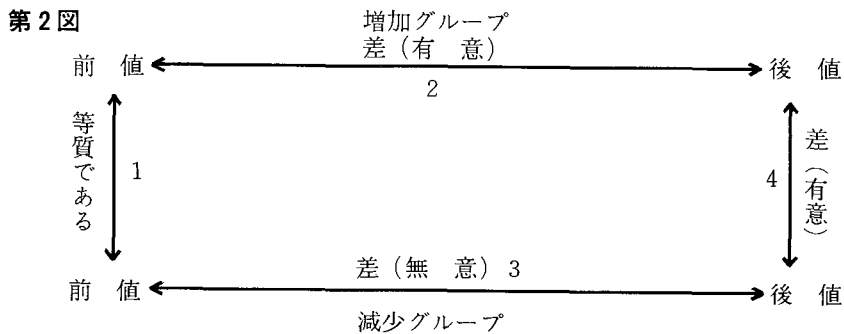 第2図
増加グループ
差（有 意）
前 値
後 値
2
等質である
1
4
差（有意）
差（無 意）3
前 値
後 値
減少グループ